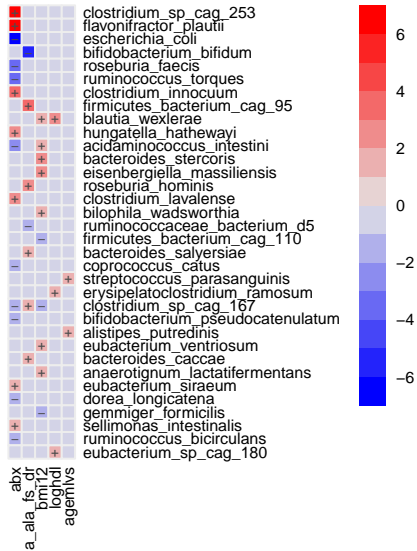 clostridium_sp_cag_253
flavonifractor_plautii
escherichia_coli
bifidobacterium_bifidum
roseburia_faecis
ruminococcus_torques
clostridium_innocuum
firmicutes_bacterium_cag_95
blautia_wexlerae
hungatella_hathewayi
acidaminococcus_intestini
bacteroides_stercoris
eisenbergiella_massiliensis
roseburia_hominis
clostridium_lavalense
bilophila_wadsworthia
ruminococcaceae_bacterium_d5
firmicutes_bacterium_cag_110
bacteroides_salyersiae
coprococcus_catus
streptococcus_parasanguinis
erysipelatoclostridium_ramosum
clostridium_sp_cag_167
bifidobacterium_pseudocatenulatum
alistipes_putredinis
eubacterium_ventriosum
bacteroides_caccae
anaerotignum_lactatifermentans
eubacterium_siraeum
dorea_longicatena
gemmiger_formicilis
sellimonas_intestinalis
ruminococcus_bicirculans
eubacterium_sp_cag_180
abx
a_ala_fs_dr
bmi12
loghdl
agemlvs
6
4
2
0
−2
−4
−6